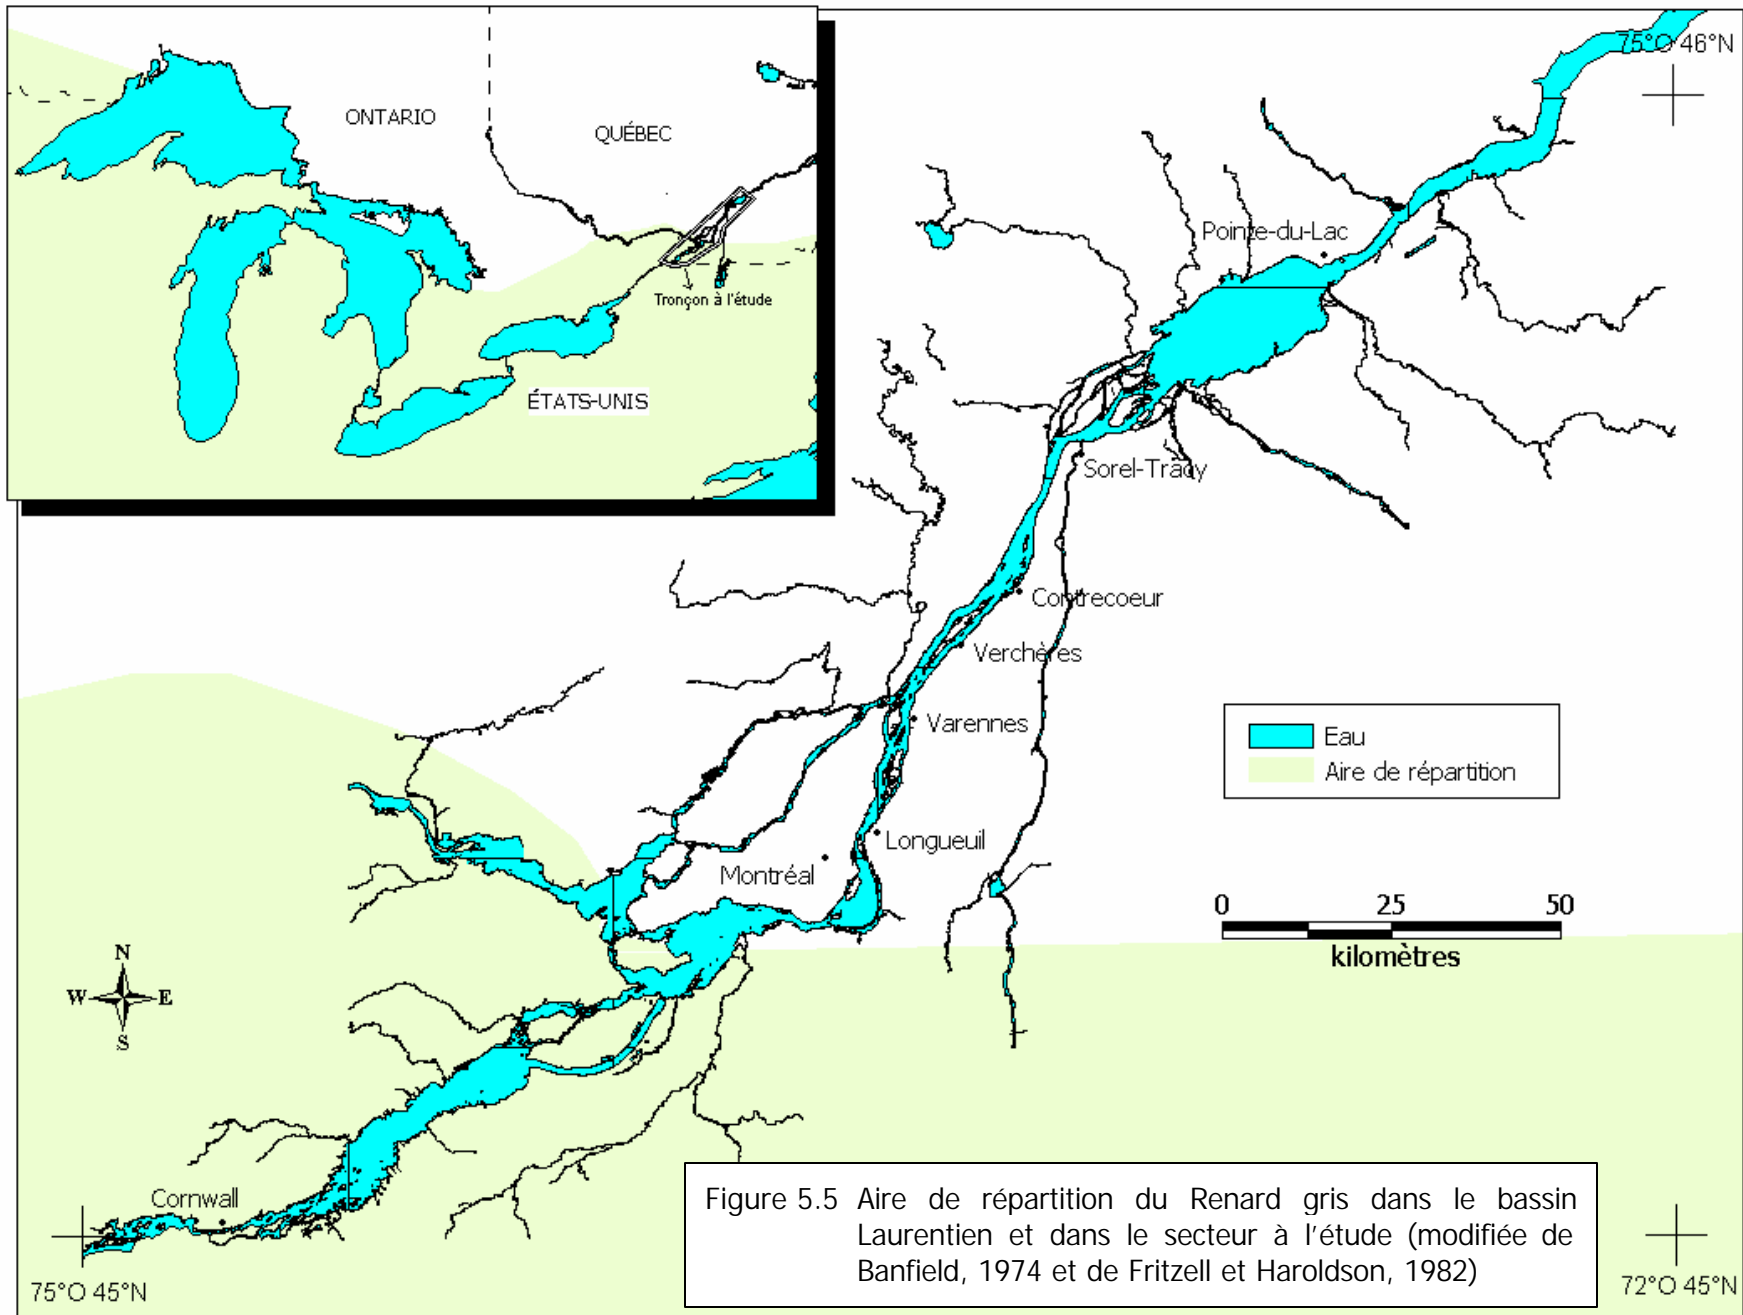 ONTARIO
QUÉBEC
Tronçon à l'étude
ÉTATS-UNIS
75°O 46°N
Pointe-du-Lac
Sorel-Tracy
Contrecoeur
Verchères
Varennes
Eau
Aire de répartition
Longueuil
Montréal
0 25 50
kilomètres
N
W E
S
Cornwall
75°O 45°N
Figure 5.5 Aire de répartition du Renard gris dans le bassin
Laurentien et dans le secteur à l'étude (modifiée de
Banfield, 1974 et de Fritzell et Haroldson, 1982)
72°O 45°N